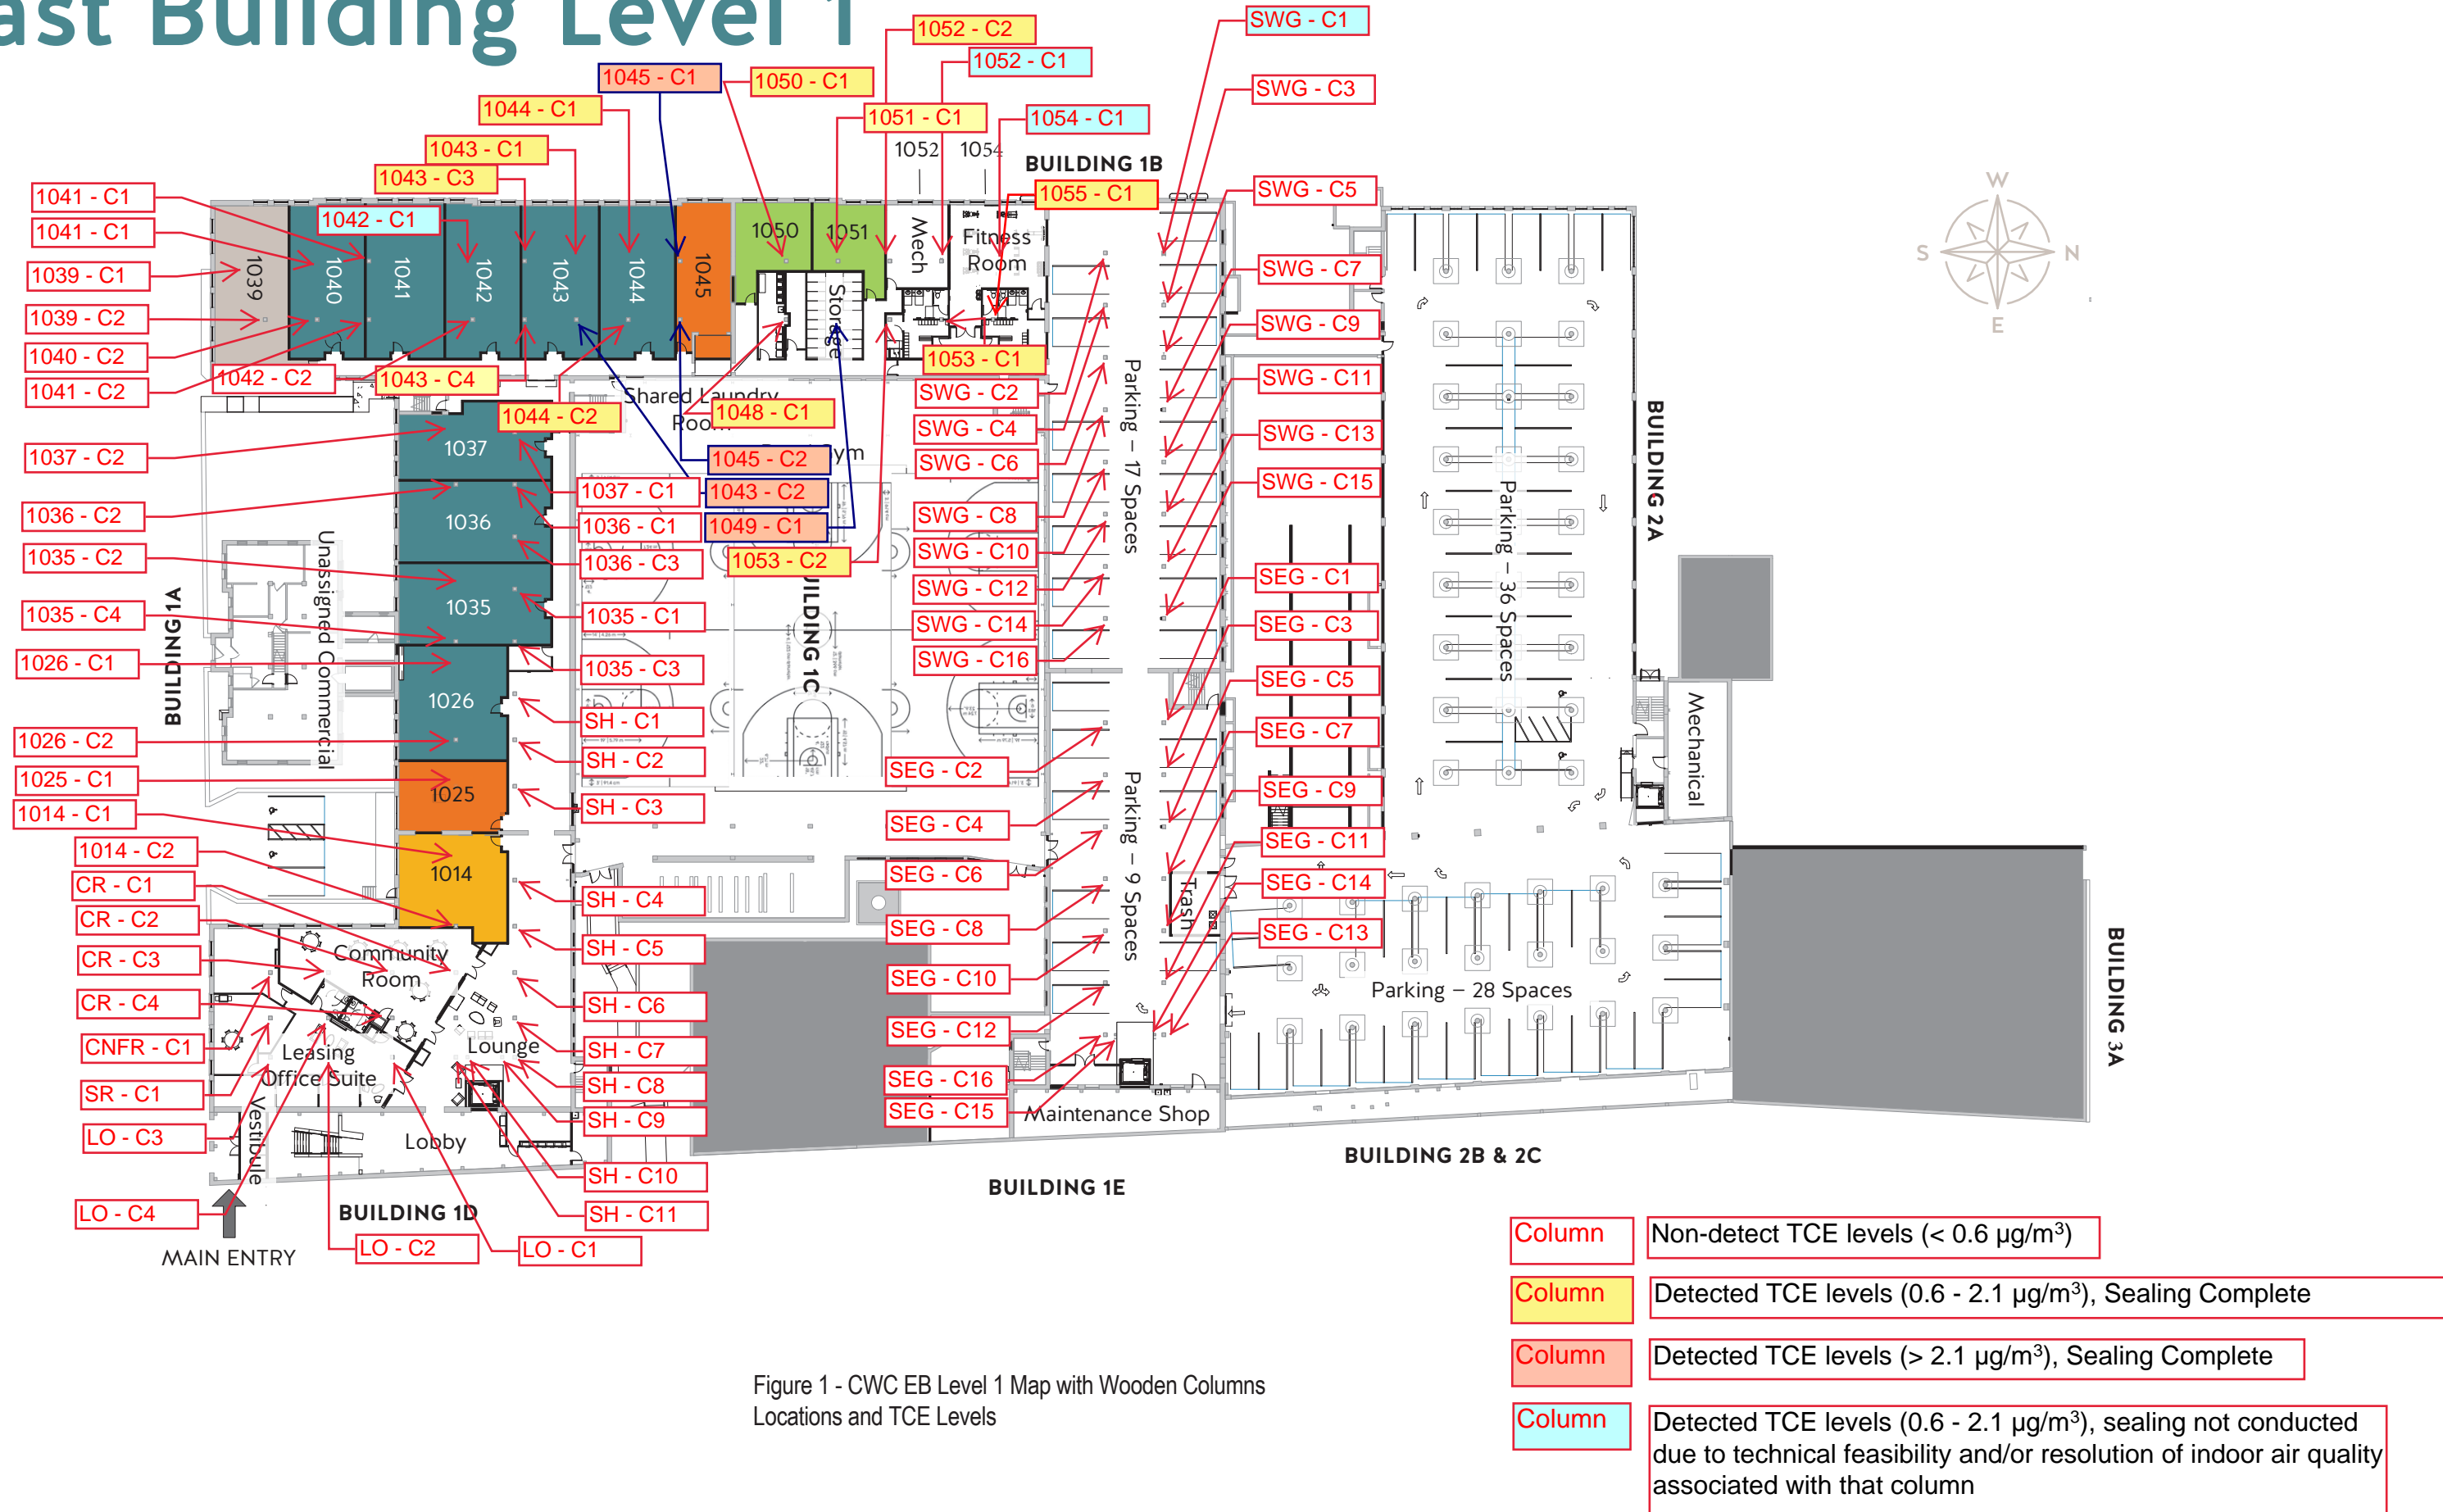 ast Building Level 1
1052 - C2
SWG - C1
1052 - C1
1045 - C1
1050 - C1
SWG - C3
1044 - C1
1051 - C1
1054 - C1
1043 - C1
1052
1054
BUILDING 1B
1043 - C3
1055 - C1
SWG - C5
W
S
N
E
1041 - C1
1042 - C1
1041 - C1
1039 - C1
1039 - C2
1040 - C2
1041 - C2
1042 - C2
1043 - C4
1044 - C2
1039
1040
1041
1042
1043
1044
1045
1050
1051
Mech
Fitness
Room
Storage
SWG - C7
SWG - C9
1053 - C1
SWG - C11
SWG - C2
Shared Laundry
Room
1048 - C1
SWG - C4
SWG - C13
SWG - C6
SWG - C15
1037 - C2
1037
1045 - C2
ym
1037 - C1
1043 - C2
1036 - C2
1036
1036 - C1
1049 - C1
SWG - C8
SWG - C10
1035 - C2
1036 - C3
1053 - C2
SWG - C12
SEG - C1
1035 - C4
1035
1035 - C1
SWG - C14
SEG - C3
1026 - C1
1035 - C3
SWG - C16
SEG - C5
BUILDING1A
Unassigned Commercial
UILDING 1C
Parking – 17 Spaces
Parking – 36 Spaces
BUILDING 2A
1026
SH - C1
SEG - C7
1026 - C2
SH - C2
SEG - C2
Mechanical
1025 - C1
1025
SEG - C9
1014 - C1
SH - C3
SEG - C4
SEG - C11
1014 - C2
1014
SEG - C6
SEG - C14
CR - C1
SH - C4
Parking – 9 Spaces
Trash
CR - C2
SEG - C8
SEG - C13
SH - C5
CR - C3
Community
Room
SEG - C10
Parking – 28 Spaces
BUILDING 3A
CR - C4
SH - C6
SEG - C12
CNFR - C1
Leasing
Office Suite
Lounge
SH - C7
SR - C1
SH - C8
SEG - C16
SEG - C15
Maintenance Shop
SH - C9
LO - C3
Vestibule
Lobby
BUILDING 2B & 2C
SH - C10
BUILDING 1E
LO - C4
BUILDING 1D
SH - C11
MAIN ENTRY
LO - C2
LO - C1
Column
Non-detect TCE levels (< 0.6 µg/m³)
Column
Detected TCE levels (0.6 - 2.1 µg/m³), Sealing Complete
Column
Detected TCE levels (> 2.1 µg/m³), Sealing Complete
Column
Detected TCE levels (0.6 - 2.1 µg/m³), sealing not conducted
due to technical feasibility and/or resolution of indoor air quality
associated with that column
Figure 1 - CWC EB Level 1 Map with Wooden Columns
Locations and TCE Levels